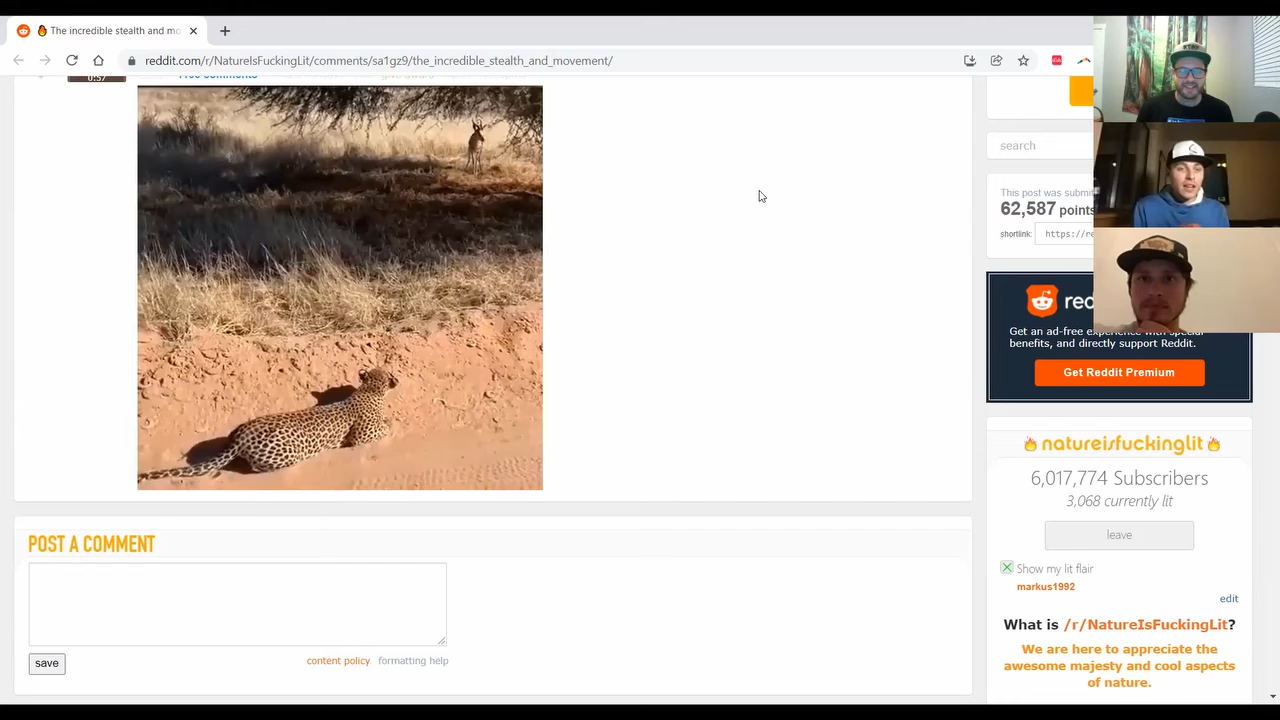 The incredible stealth and mo
reddit.com/r/NatureIsFuckingLit/comments/sa1gz9/the_incredible_stealth_and_movement/
0:57
search
This post was submi
62,587 points
shortlink: https://re
red
Get an ad-free experience with special
benefits, and directly support Reddit.
Get Reddit Premium
natureisfuckinglit
6,017,774 Subscribers
3,068 currently lit
leave
Show my lit flair
markus1992
edit
What is /r/NatureIsFuckingLit?
We are here to appreciate the
awesome majesty and cool aspects
of nature.
POST A COMMENT
save
content policy
formatting help